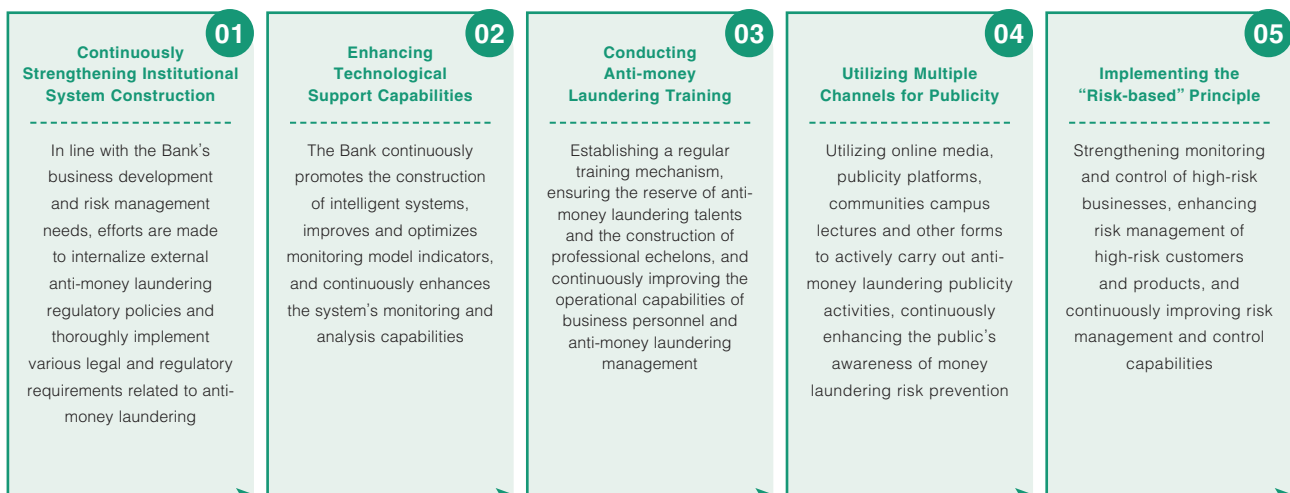 01
Continuously
Strengthening Institutional
System Construction
In line with the Bank's
business development
and risk management
needs, efforts are made
to internalize external
anti-money laundering
regulatory policies and
thoroughly implement
various legal and regulatory
requirements related to anti-
money laundering
02
Enhancing
Technological
Support Capabilities
The Bank continuously
promotes the construction
of intelligent systems,
improves and optimizes
monitoring model indicators,
and continuously enhances
the system's monitoring and
analysis capabilities
03
Conducting
Anti-money
Laundering Training
Establishing a regular
training mechanism,
ensuring the reserve of anti-
money laundering talents
and the construction of
professional echelons, and
continuously improving the
operational capabilities of
business personnel and
anti-money laundering
management
04
Utilizing Multiple
Channels for Publicity
Utilizing online media,
publicity platforms,
communities campus
lectures and other forms
to actively carry out anti-
money laundering publicity
activities, continuously
enhancing the public's
awareness of money
laundering risk prevention
05
Implementing the
“Risk-based” Principle
Strengthening monitoring
and control of high-risk
businesses, enhancing
risk management of
high-risk customers
and products, and
continuously improving risk
management and control
capabilities